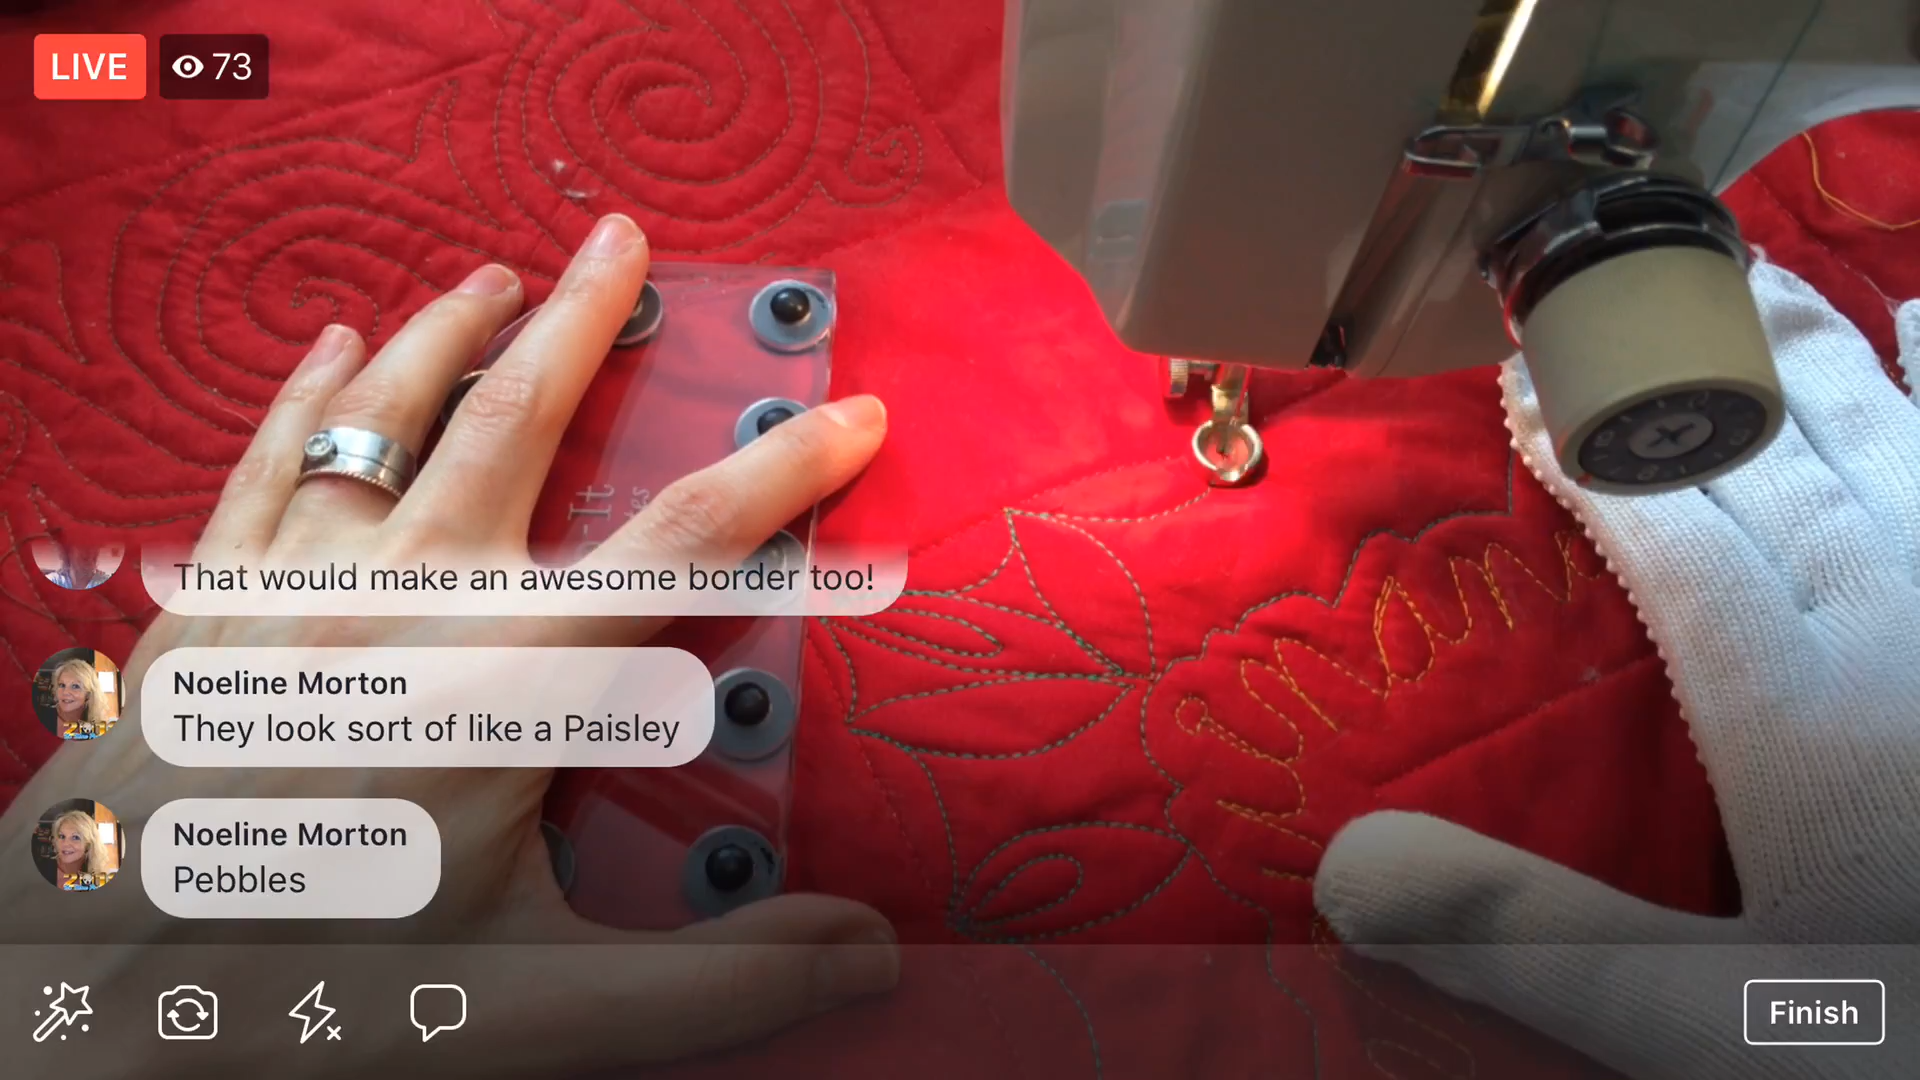 LIVE 73
That would make an awesome border too!
Noeline Morton
They look sort of like a Paisley
Noeline Morton
Pebbles
Finish